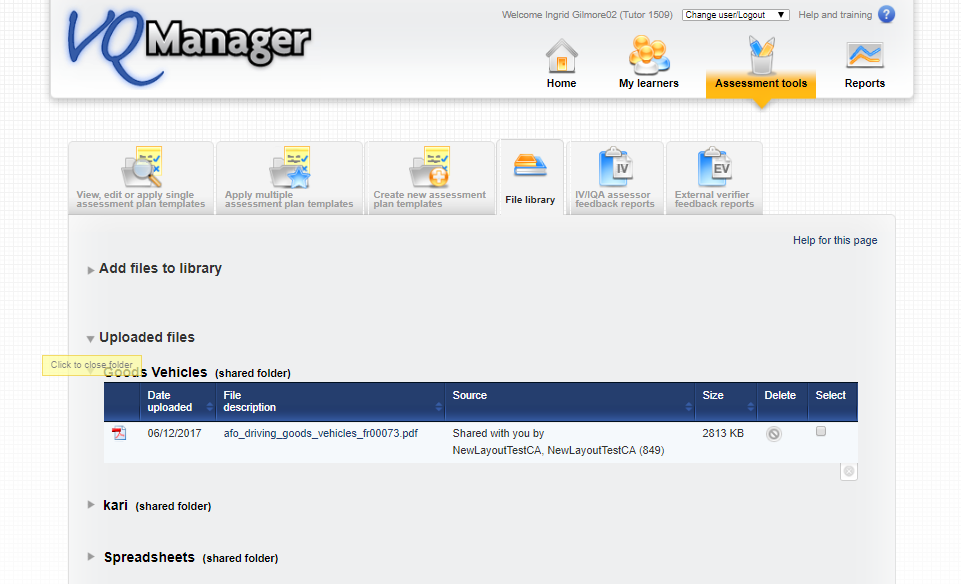 VQManager
Welcome Ingrid Gilmore02 (Tutor 1509) Change user/Logout Help and training ?
Home My learners Assessment tools Reports
View, edit or apply single
assessment plan templates
Apply multiple
assessment plan templates
Create new assessment
plan templates
File library
IV
IV/IQA assessor
feedback reports
EV
External verifier
feedback reports
Help for this page
Add files to library
Uploaded files
Click to close folder
Goods Vehicles (shared folder)
Date
uploaded
File
description
Source
Size
Delete
Select
06/12/2017 afo_driving_goods_vehicles_fr00073.pdf Shared with you by 2813 KB
NewLayoutTestCA, NewLayoutTestCA (849)
kari (shared folder)
Spreadsheets (shared folder)